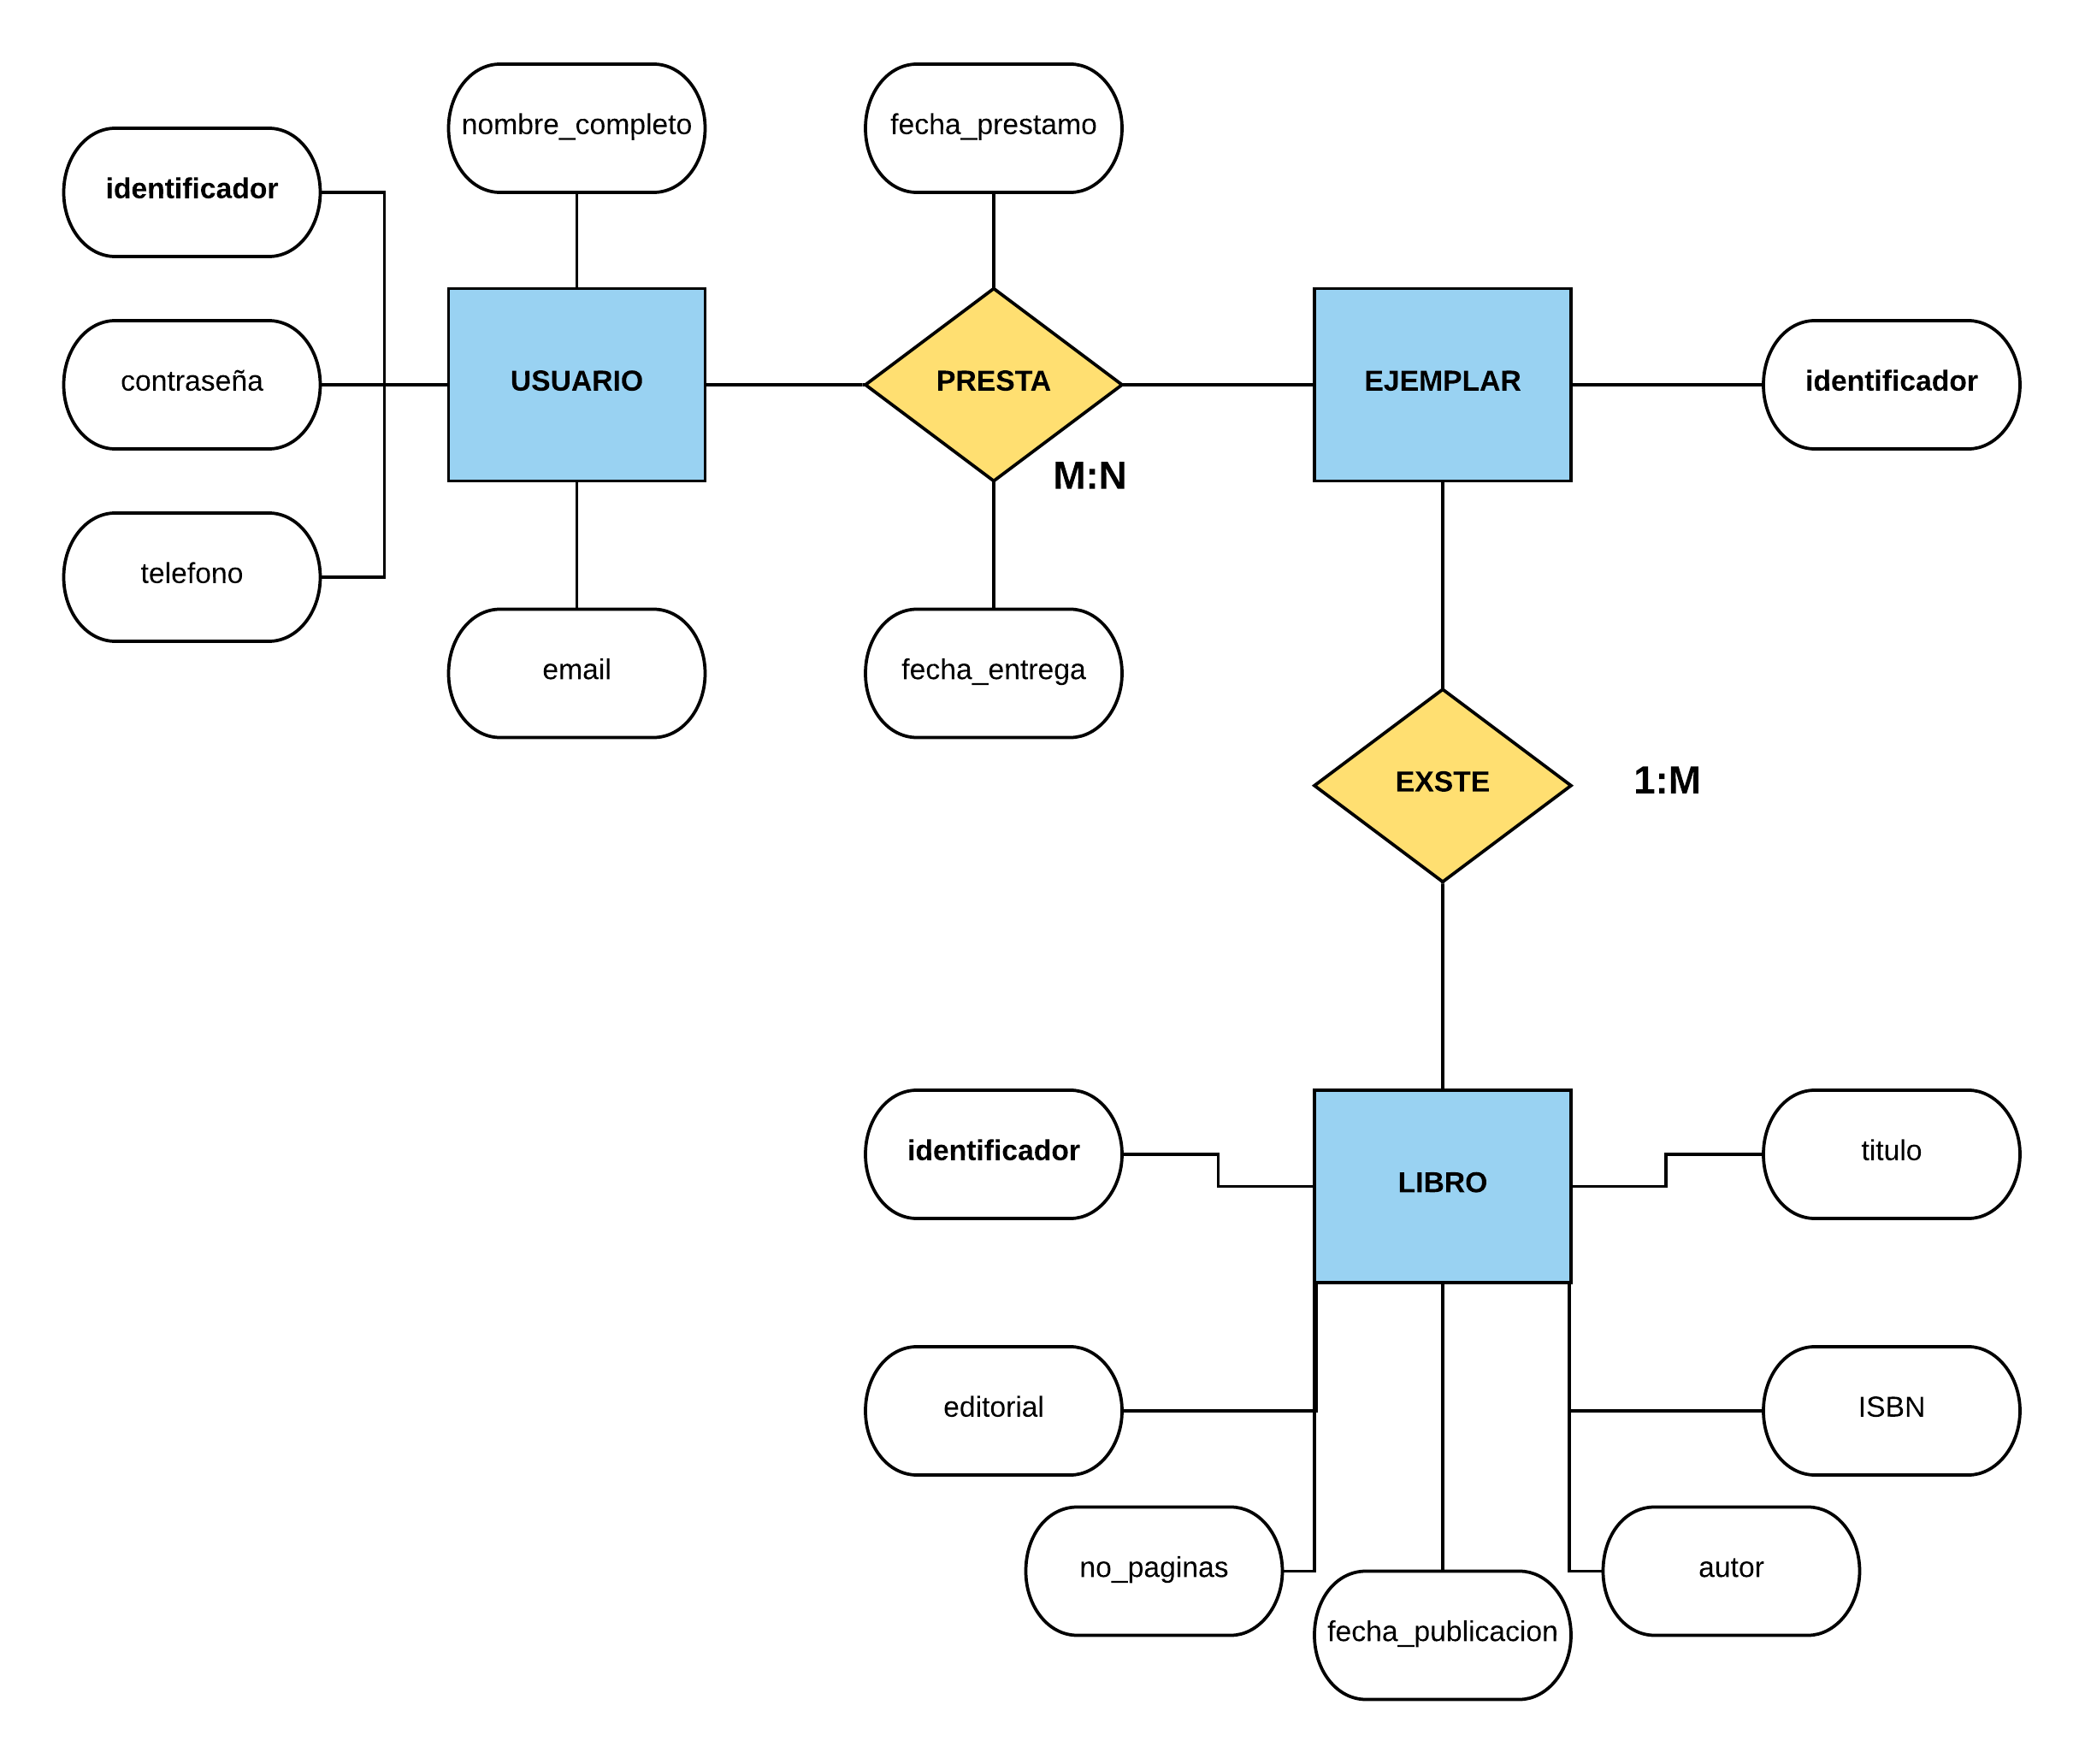 nombre_completo
fecha_prestamo
identificador
contraseña
USUARIO
PRESTA
EJEMPLAR
identificador
M:N
telefono
email
fecha_entrega
EXSTE
1:M
identificador
LIBRO
titulo
editorial
ISBN
no_paginas
autor
fecha_publicacion